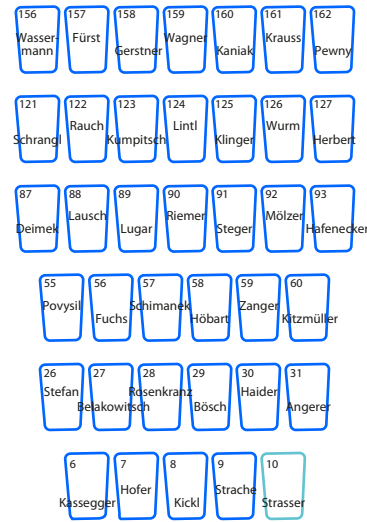 156 157 158 159 160 161 162
Wasser-mann Fürst Gerstner Wagner Kaniak Krauss Pewny
121 122 123 124 125 126 127
Schrangl Rauch Kumpitsch Lintl Klinger Wurm Herbert
87 88 89 90 91 92 93
Deimek Lausch Lugar Riemer Steger Mölzer Hafenecker
55 56 57 58 59 60
Povysil Fuchs Schimanek Höbart Zanger Kitzmüller
26 27 28 29 30 31
Stefan Belakowitsch Rosenkranz Bösch Haider Angerer
6 7 8 9 10
Kassegger Hofer Kickl Strache Strasser